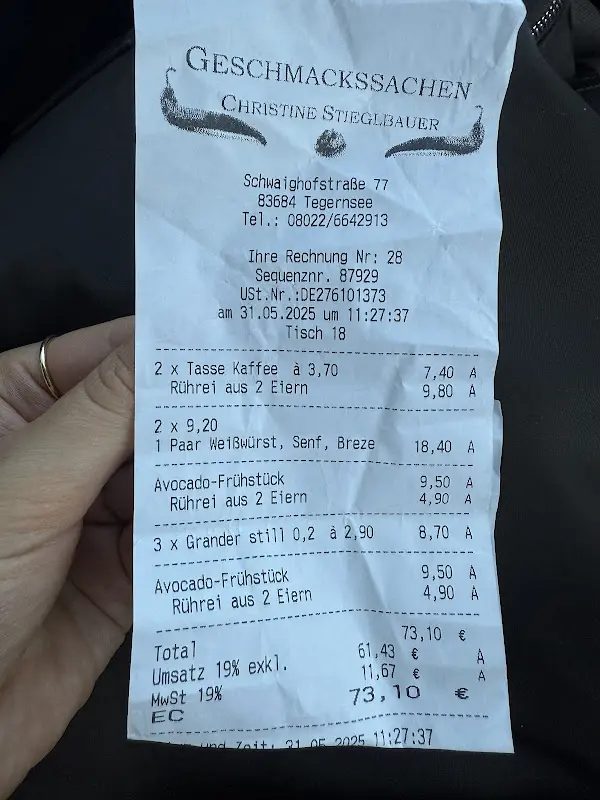 GESCHMACKSSACHEN
CHRISTINE STIEGLBAUER
Schwaighofstraße 77
83684 Tegernsee
Tel.: 08022/6642913
Ihre Rechnung Nr: 28
Sequenznr. 87929
USt.Nr.:DE276101373
am 31.05.2025 um 11:27:37
Tisch 18
2 x Tasse Kaffee à 3,70 7,40 A
Rührei aus 2 Eiern 9,80 A
2 x 9,20
1 Paar Weißwürst, Senf, Breze 18,40 A
Avocado-Frühstück 9,50 A
Rührei aus 2 Eiern 4,90 A
3 x Grander still 0,2 à 2,90 8,70 A
Avocado-Frühstück 9,50 A
Rührei aus 2 Eiern 4,90 A
Total 73,10 €
Umsatz 19% exkl. 61,43 € A
MwSt 19% 11,67 € A
EC 73,10 €
und Zeit: 31.05.2025 11:27:37